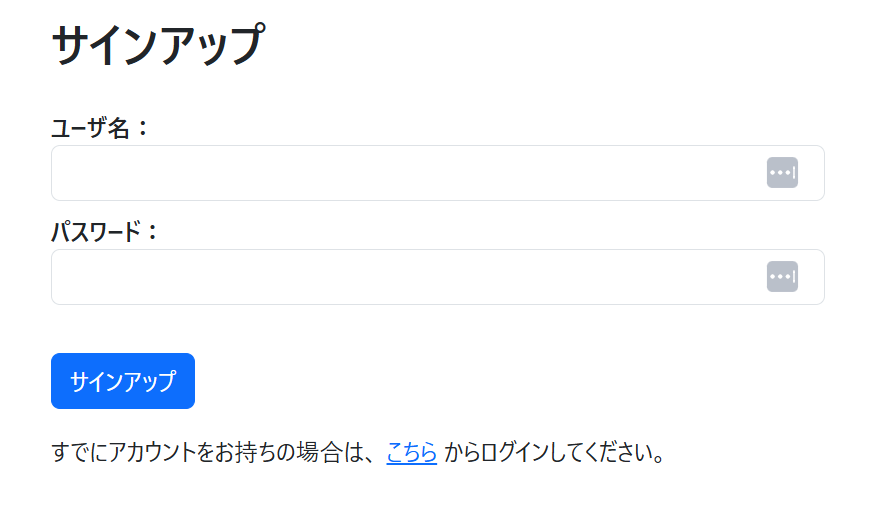 サインアップ
ユーザ名：
パスワード：
サインアップ
すでにアカウントをお持ちの場合は、 こちら からログインしてください。